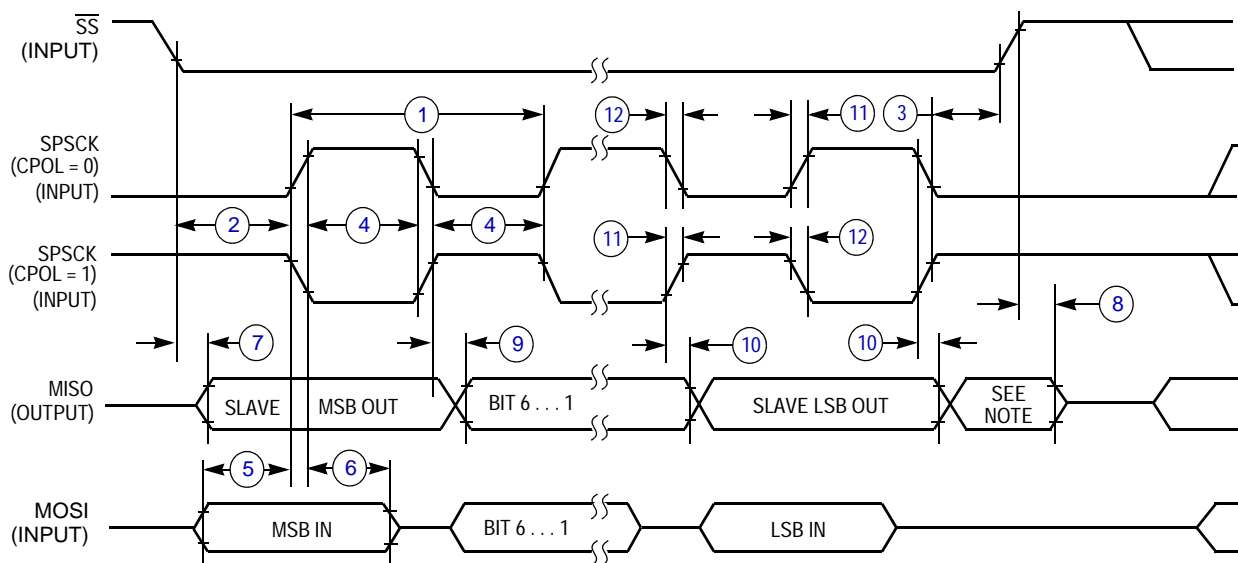 SS
(INPUT)
1
12
11
3
SPSCK
(CPOL = 0)
(INPUT)
2
4
4
11
12
SPSCK
(CPOL = 1)
(INPUT)
8
7
9
10
10
MISO
(OUTPUT)
SLAVE
MSB OUT
BIT 6 . . . 1
SLAVE LSB OUT
SEE
NOTE
5
6
MOSI
(INPUT)
MSB IN
BIT 6 . . . 1
LSB IN